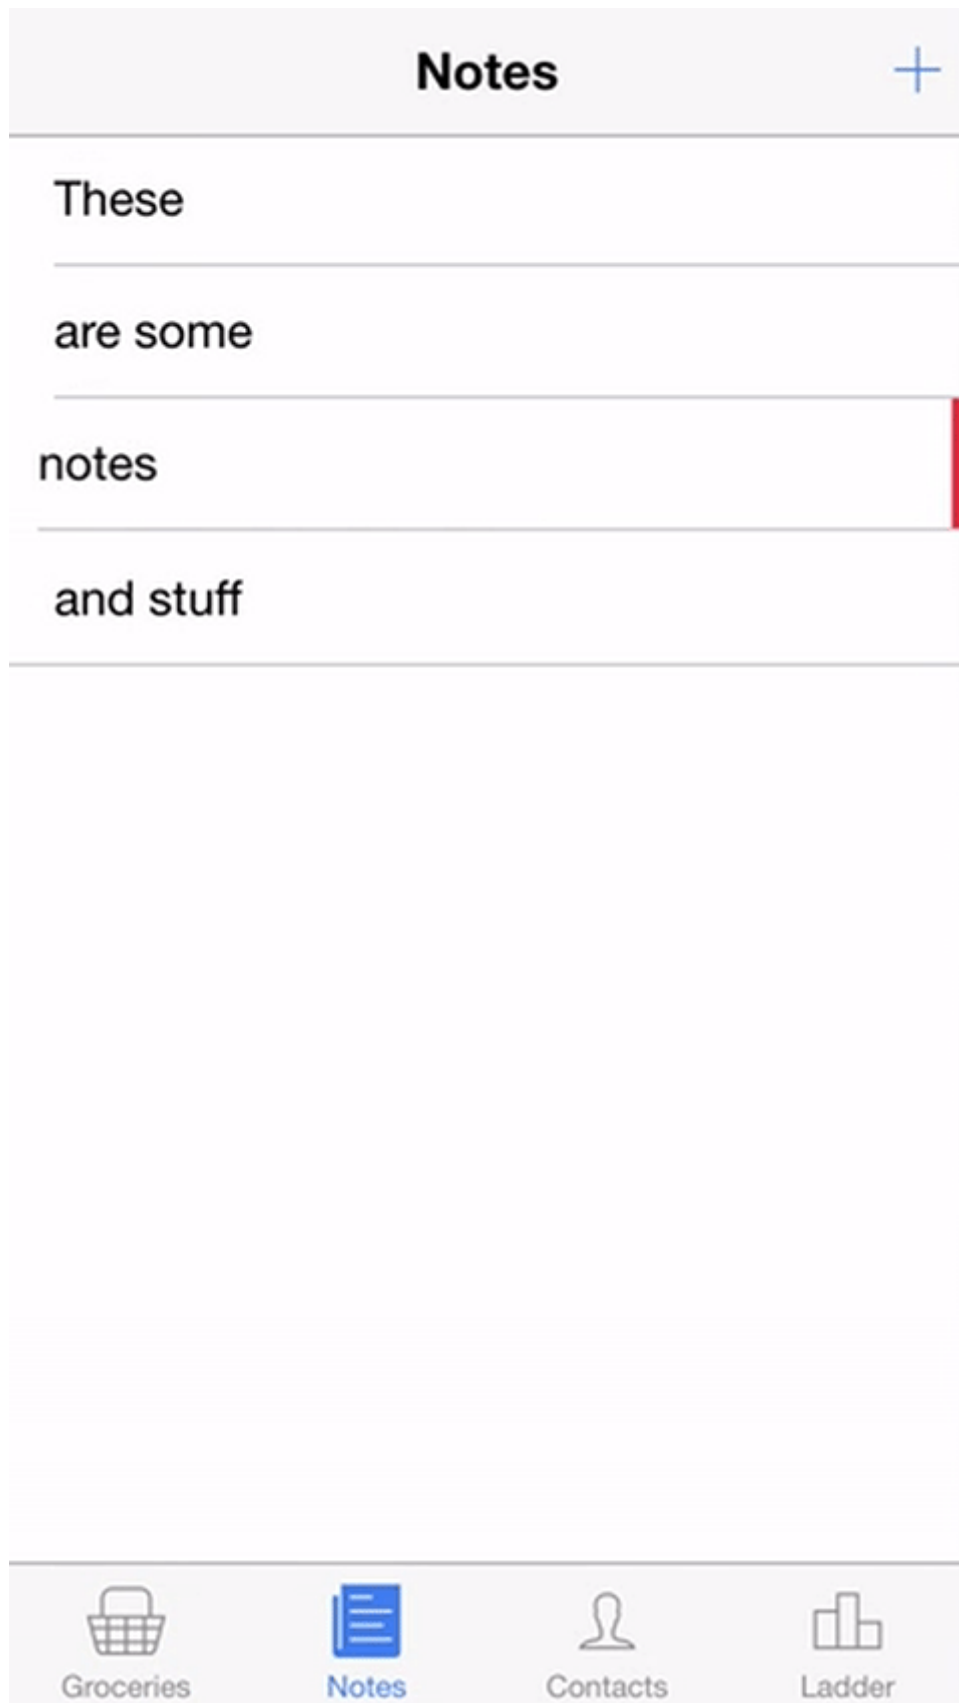 Notes
These
are some
notes
and stuff
Groceries Notes Contacts Ladder